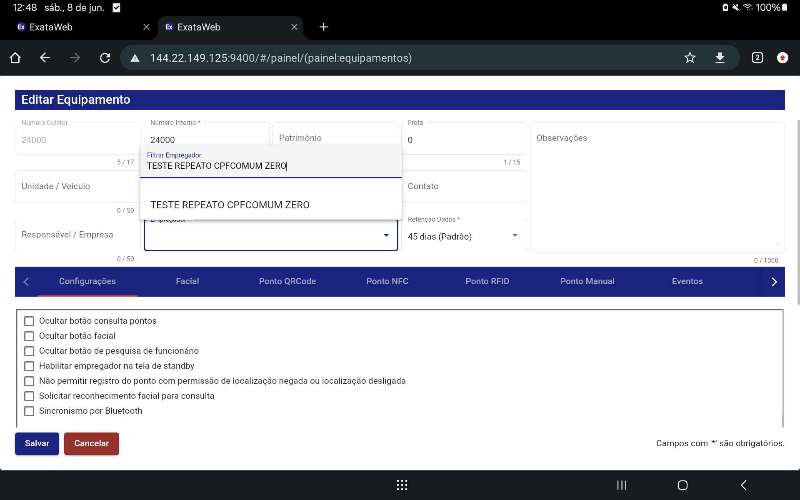 12:48 sáb., 8 de jun.
100%
ExataWeb
ExataWeb
144.22.149.125:9400/#/painel/(painel:equipamentos)
2
Editar Equipamento
Número Coletor
24000
5 / 17
Número Interno *
24000
Patrimônio
Frota
0
1 / 15
Observações
0 / 1000
Filtrar Empregador
TESTE REPEATO CPFCOMUM ZERO
TESTE REPEATO CPFCOMUM ZERO
Unidade / Veículo
0 / 50
Contato
Responsável / Empresa
0 / 50
Empregador
Retenção Dados *
45 dias (Padrão)
Configurações
Facial
Ponto QRCode
Ponto NFC
Ponto RFID
Ponto Manual
Eventos
Ocultar botão consulta pontos
Ocultar botão facial
Ocultar botão de pesquisa de funcionário
Habilitar empregador na tela de standby
Não permitir registro do ponto com permissão de localização negada ou localização desligada
Solicitar reconhecimento facial para consulta
Sincronismo por Bluetooth
Salvar
Cancelar
Campos com '*' são obrigatórios.